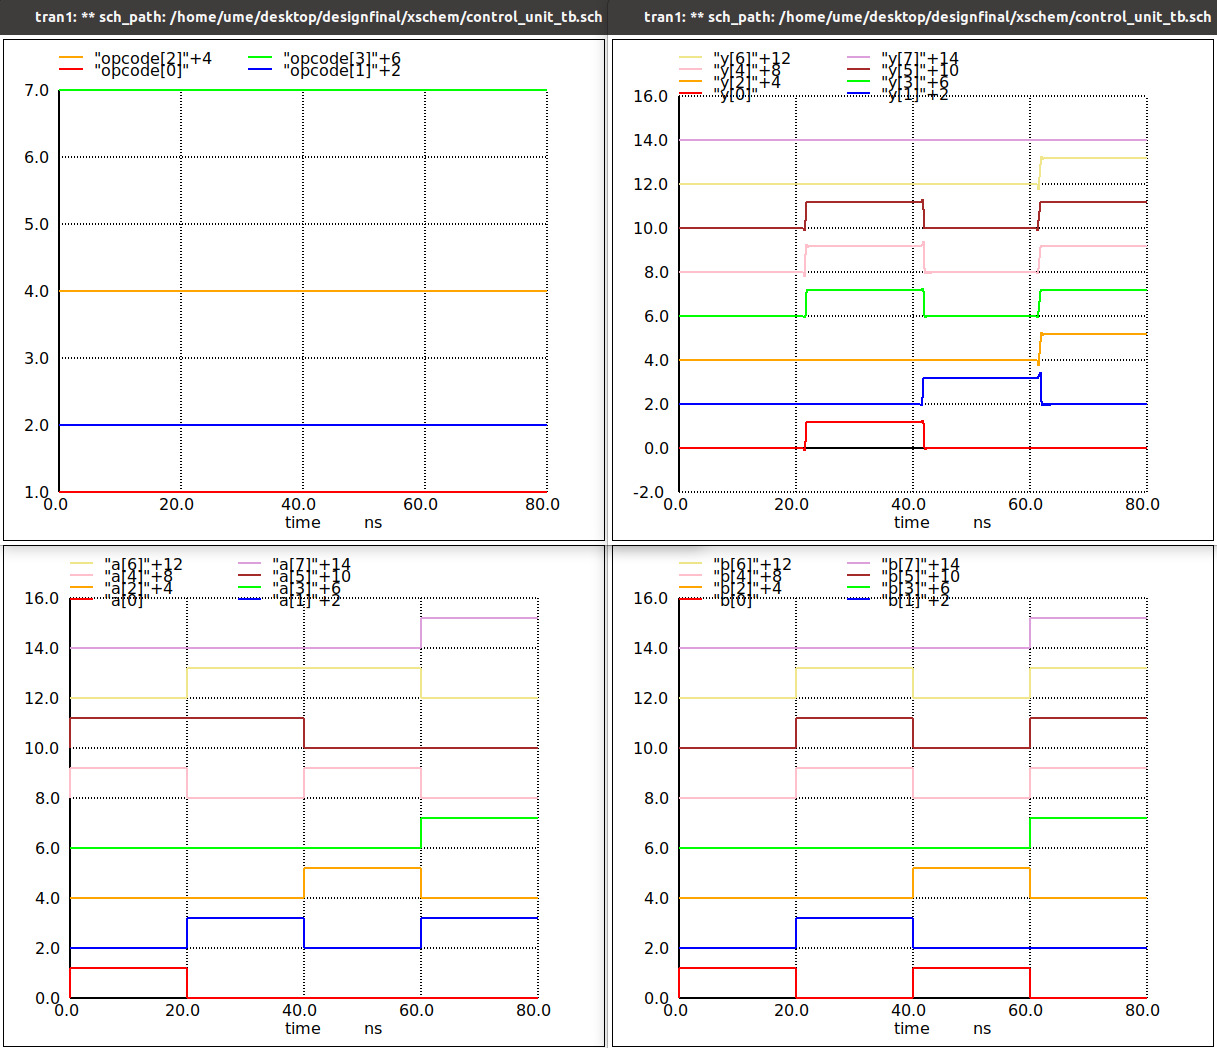 tran1: ** sch_path: /home/ume/desktop/designfinal/xschem/control_unit_tb.sch
"opcode[2]"+4 "opcode[3]"+6
"opcode[0]" "opcode[1]"+2
7.0
6.0
5.0
4.0
3.0
2.0
1.0
0.0 20.0 40.0 60.0 80.0
time ns
tran1: ** sch_path: /home/ume/desktop/designfinal/xschem/control_unit_tb.sch
"y[6]"+12 "y[7]"+14
"y[4]"+8 "y[5]"+10
"y[2]"+4 "y[3]"+6
"y[0]" "y[1]"+2
16.0
14.0
12.0
10.0
8.0
6.0
4.0
2.0
0.0
-2.0
0.0 20.0 40.0 60.0 80.0
time ns
"a[6]"+12 "a[7]"+14
"a[4]"+8 "a[5]"+10
"a[2]"+4 "a[3]"+6
"a[0]" "a[1]"+2
16.0
14.0
12.0
10.0
8.0
6.0
4.0
2.0
0.0
0.0 20.0 40.0 60.0 80.0
time ns
"b[6]"+12 "b[7]"+14
"b[4]"+8 "b[5]"+10
"b[2]"+4 "b[3]"+6
"b[0]" "b[1]"+2
16.0
14.0
12.0
10.0
8.0
6.0
4.0
2.0
0.0
0.0 20.0 40.0 60.0 80.0
time ns